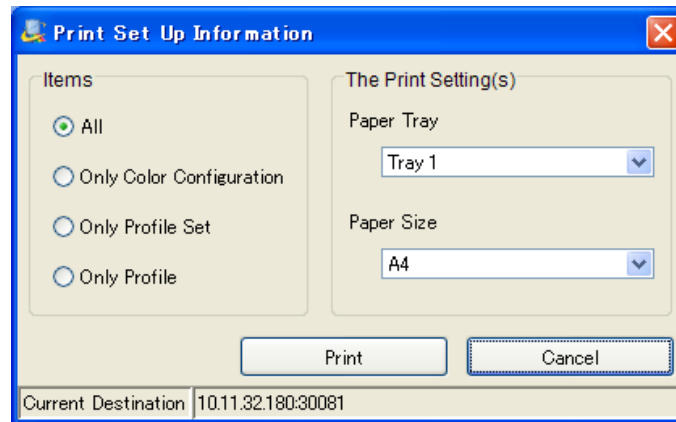 Print Set Up Information
Items
All
Only Color Configuration
Only Profile Set
Only Profile
The Print Setting(s)
Paper Tray
Tray 1
Paper Size
A4
Print Cancel
Current Destination 10.11.32.180:30081